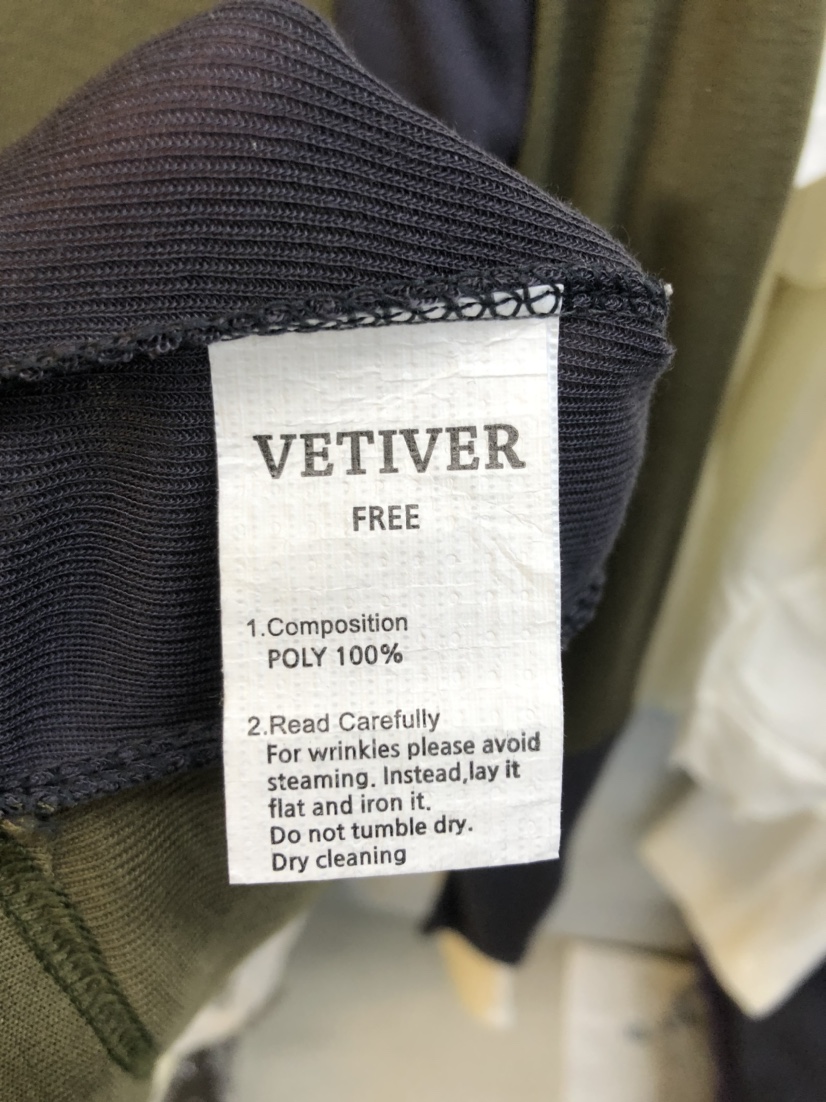 VETIVER
FREE
1.Composition
POLY 100%
2.Read Carefully
For wrinkles please avoid
steaming. Instead,lay it
flat and iron it.
Do not tumble dry.
Dry cleaning